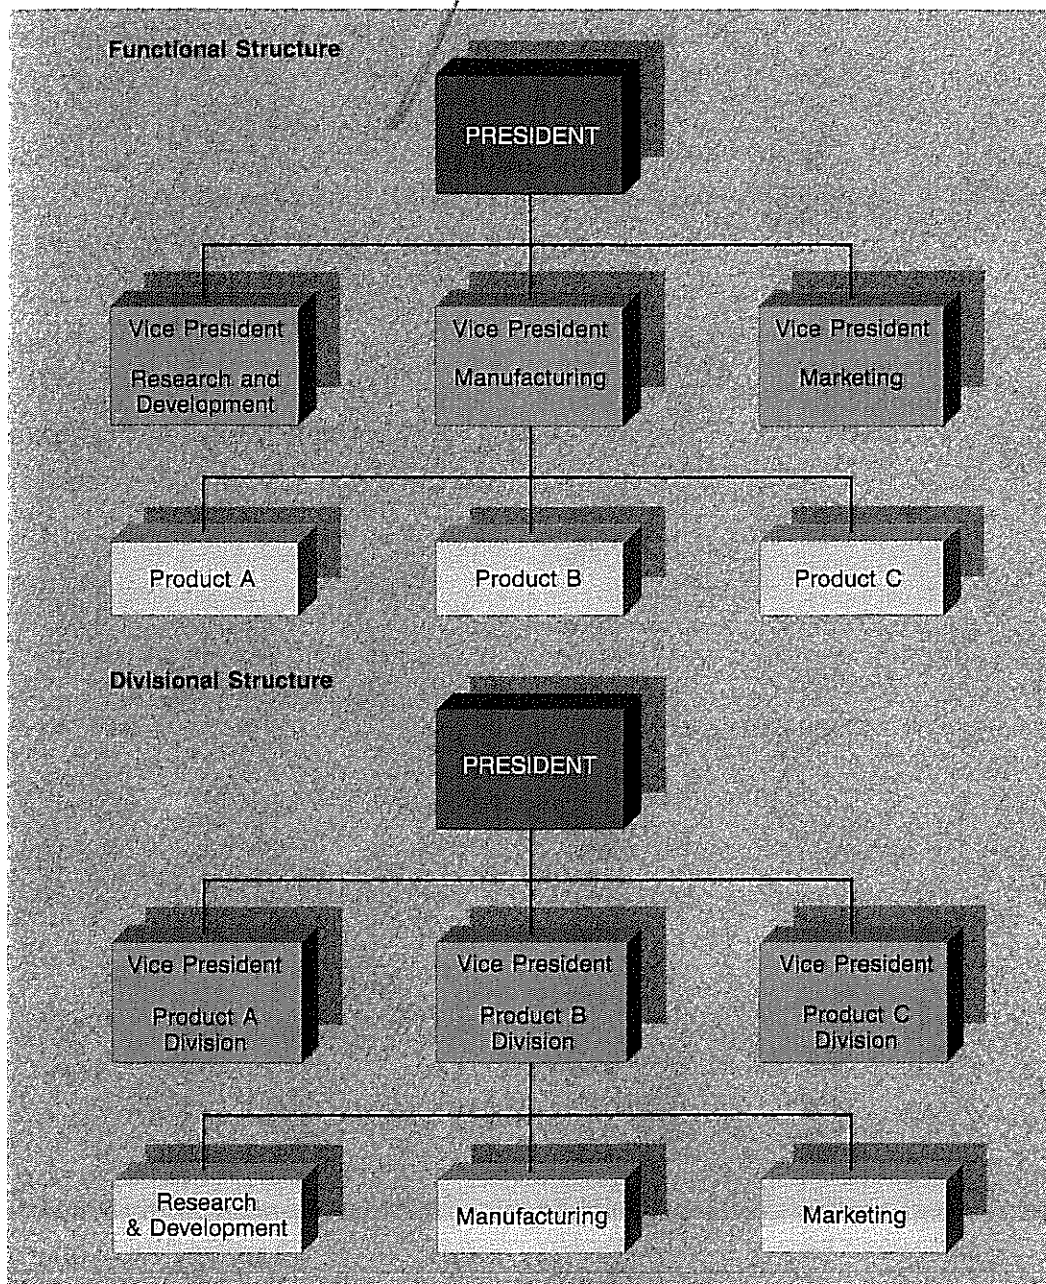 Functional Structure
PRESIDENT
Vice President
Research and
Development
Vice President
Manufacturing
Vice President
Marketing
Product A
Product B
Product C
Divisional Structure
PRESIDENT
Vice President
Product A
Division
Vice President
Product B
Division
Vice President
Product C
Division
Research
& Development
Manufacturing
Marketing